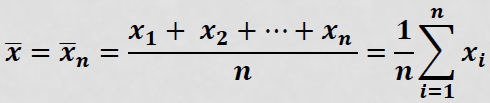 x̄ = x̄ₙ = (x₁ + x₂ + ⋯ + xₙ) / n = (1/n) ∑ᵢ₌₁ⁿ xᵢ